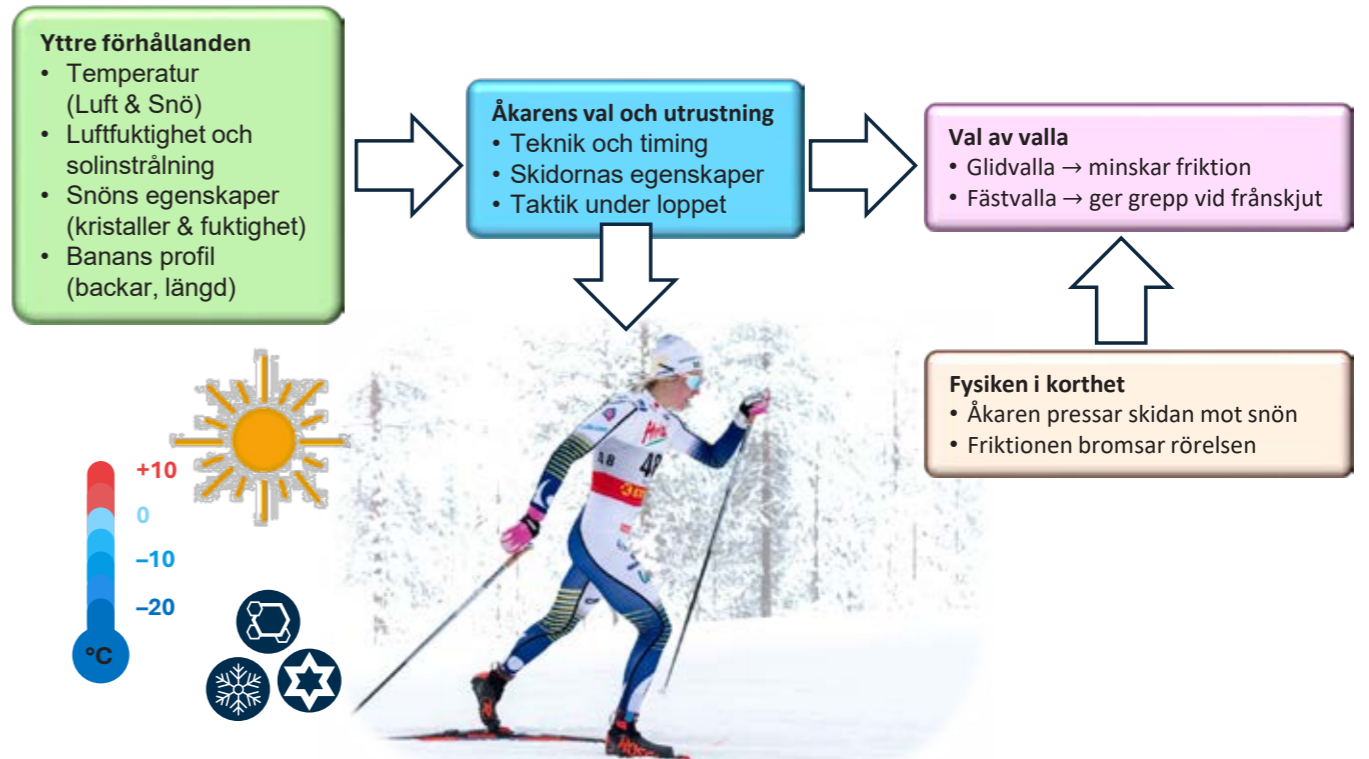 Yttre förhållanden
• Temperatur
(Luft & Snö)
• Luftfuktighet och
solinstrålning
• Snöns egenskaper
(kristaller & fuktighet)
• Banans profil
(backar, längd)
Åkarens val och utrustning
• Teknik och timing
• Skidornas egenskaper
• Taktik under loppet
Val av valla
• Glidvalla → minskar friktion
• Fästvalla → ger grepp vid frånskjut
Fysiken i korthet
• Åkaren pressar skidan mot snön
• Friktionen bromsar rörelsen
+10
0
–10
–20
°C
48